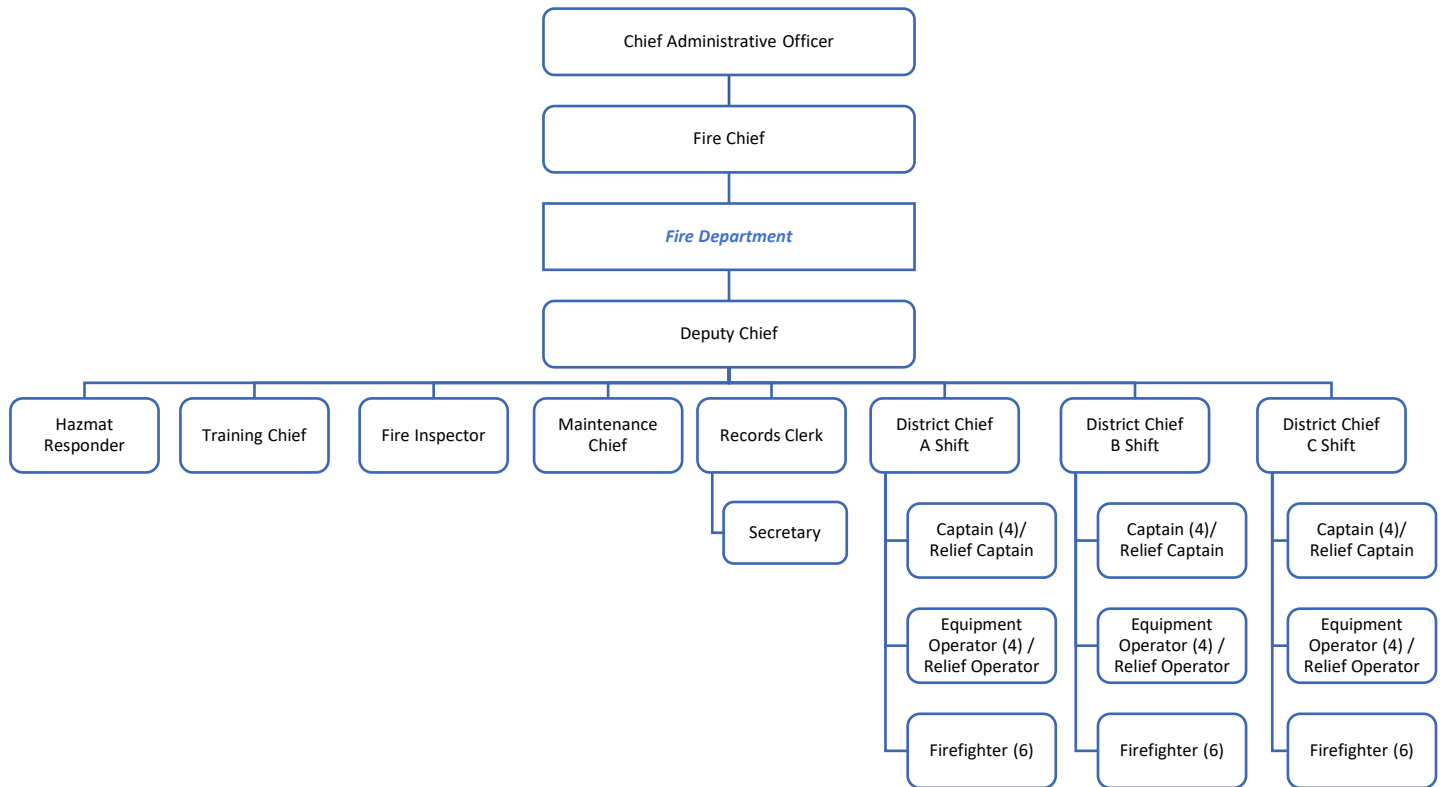 Chief Administrative Officer
Fire Chief
Fire Department
Deputy Chief
Hazmat
Responder
Training Chief
Fire Inspector
Maintenance
Chief
Records Clerk
District Chief
A Shift
District Chief
B Shift
District Chief
C Shift
Secretary
Captain (4)/
Relief Captain
Captain (4)/
Relief Captain
Captain (4)/
Relief Captain
Equipment
Operator (4) /
Relief Operator
Equipment
Operator (4) /
Relief Operator
Equipment
Operator (4) /
Relief Operator
Firefighter (6)
Firefighter (6)
Firefighter (6)